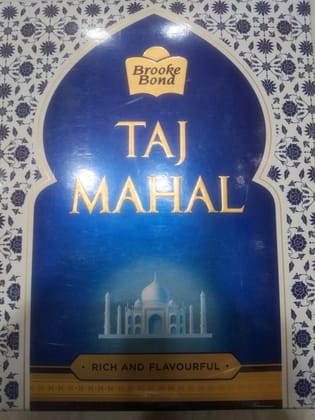 Brooke
Bond
TAJ
MAHAL
• RICH AND FLAVOURFUL •